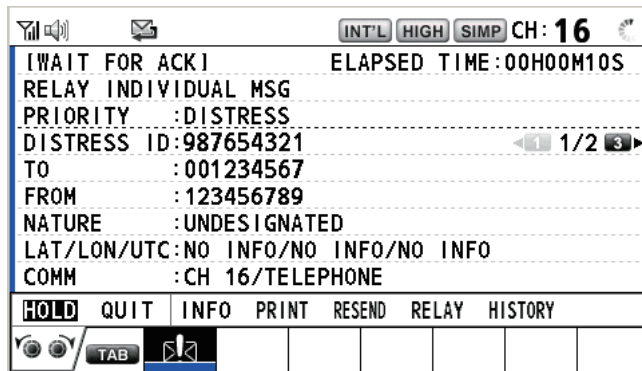 INT'L HIGH SIMP CH: 16
[WAIT FOR ACK] ELAPSED TIME:00H00M10S
RELAY INDIVIDUAL MSG
PRIORITY :DISTRESS
DISTRESS ID:987654321 1 1/2 3
TO :001234567
FROM :123456789
NATURE :UNDESIGNATED
LAT/LON/UTC:NO INFO/NO INFO/NO INFO
COMM :CH 16/TELEPHONE
HOLD QUIT INFO PRINT RESEND RELAY HISTORY
TAB